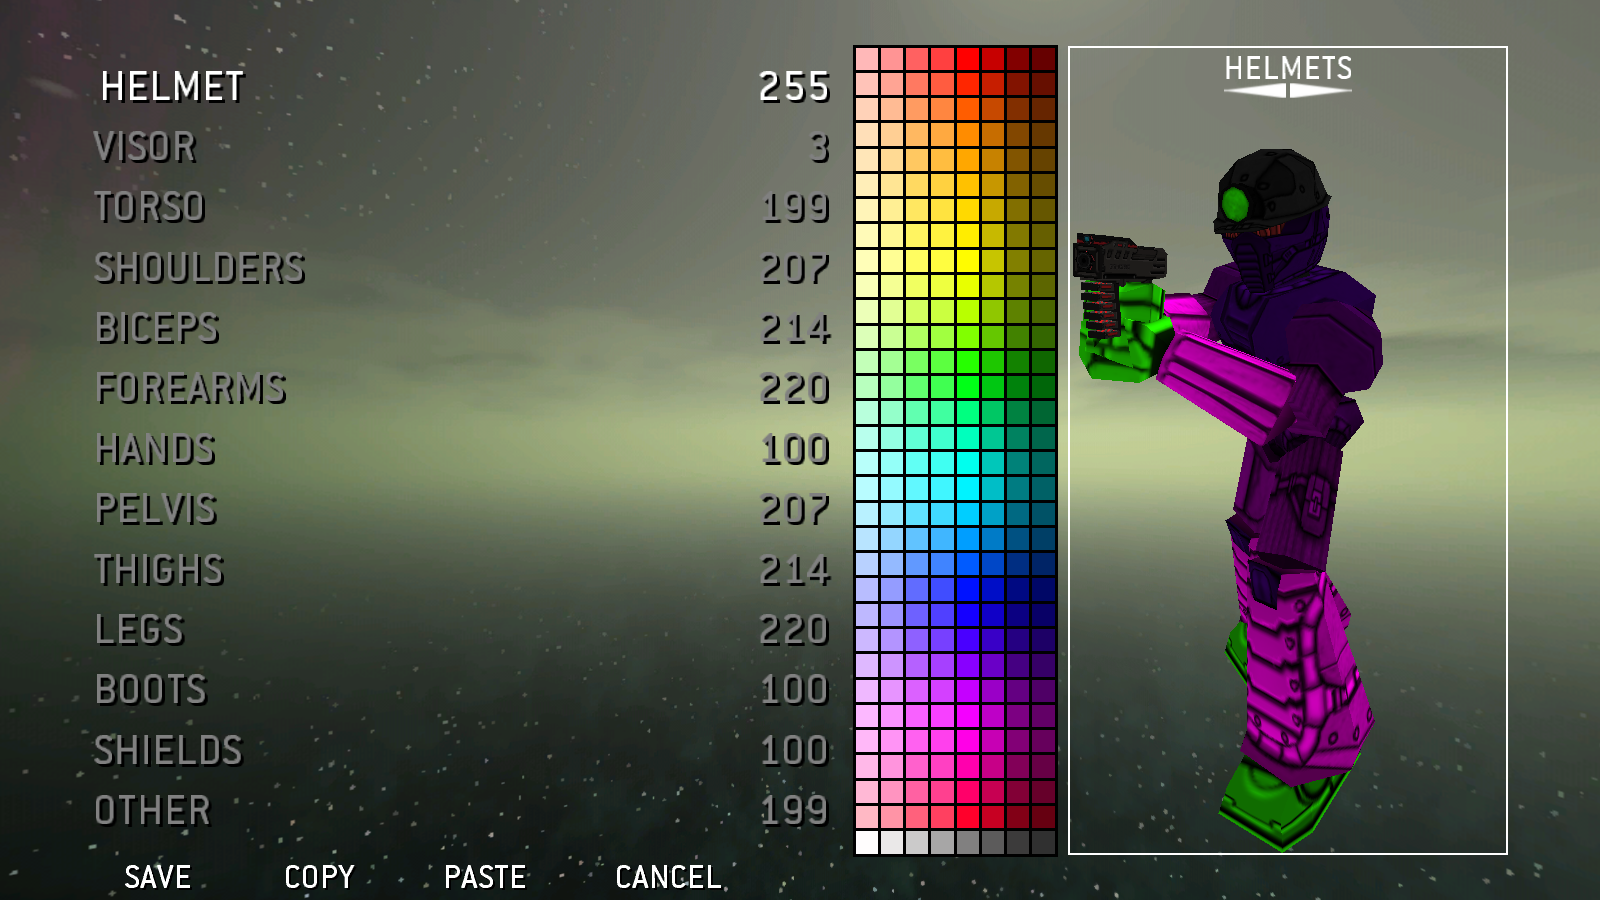 HELMET 255
VISOR 3
TORSO 199
SHOULDERS 207
BICEPS 214
FOREARMS 220
HANDS 100
PELVIS 207
THIGHS 214
LEGS 220
BOOTS 100
SHIELDS 100
OTHER 199
SAVE COPY PASTE CANCEL
HELMETS